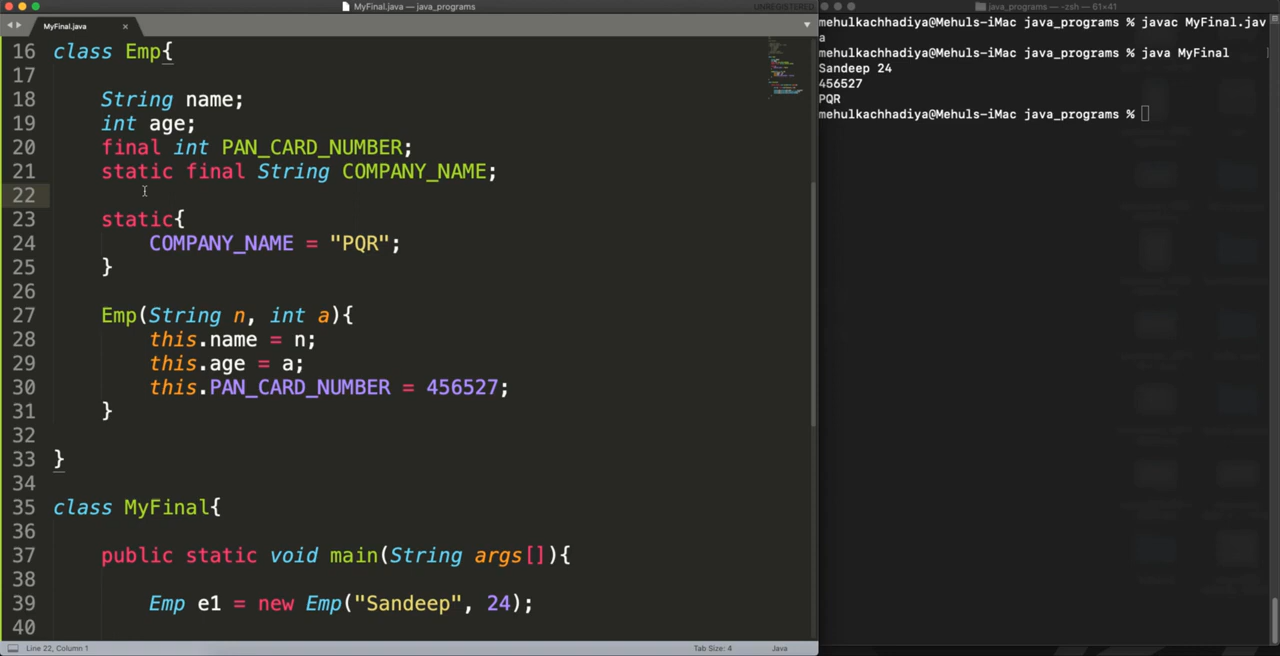 MyFinal.java — java_programs
UNREGISTERED
MyFinal.java
16 class Emp{
17
18 String name;
19 int age;
20 final int PAN_CARD_NUMBER;
21 static final String COMPANY_NAME;
22
23 static{
24 COMPANY_NAME = "PQR";
25 }
26
27 Emp(String n, int a){
28 this.name = n;
29 this.age = a;
30 this.PAN_CARD_NUMBER = 456527;
31 }
32
33 }
34
35 class MyFinal{
36
37 public static void main(String args[]){
38
39 Emp e1 = new Emp("Sandeep", 24);
40
Line 22, Column 1
Tab Size: 4
Java
java_programs — -zsh — 61×41
mehulkachhadiya@Mehuls-iMac java_programs % javac MyFinal.jav
a
mehulkachhadiya@Mehuls-iMac java_programs % java MyFinal
Sandeep 24
456527
PQR
mehulkachhadiya@Mehuls-iMac java_programs %